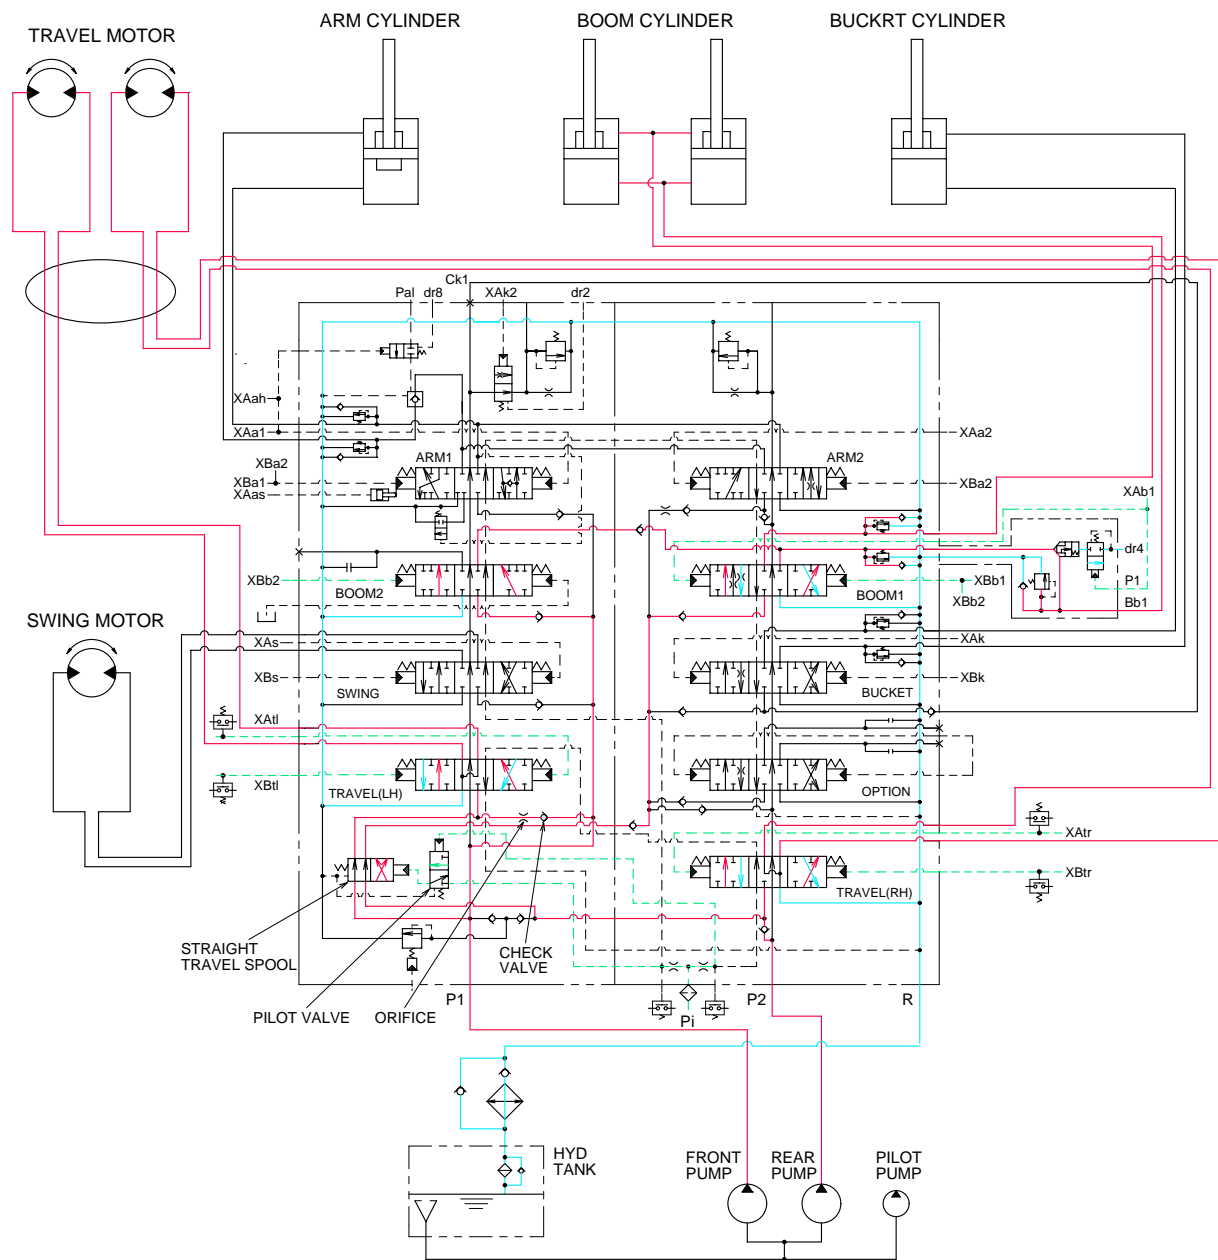 ARM CYLINDER
BOOM CYLINDER
BUCKRT CYLINDER
TRAVEL MOTOR
Ck1
Pal
dr8
XAk2
dr2
XAah
XAa1
XAa2
XBa2
ARM1
ARM2
XBa1
XBa2
XAas
XAb1
dr4
XBb2
XBb1
P1
BOOM2
BOOM1
XBb2
Bb1
SWING MOTOR
XAs
XAk
XBs
XBk
SWING
BUCKET
XAtl
XBtl
TRAVEL(LH)
OPTION
XAtr
XBtr
TRAVEL(RH)
STRAIGHT
TRAVEL SPOOL
CHECK
VALVE
PILOT VALVE
ORIFICE
P1
P2
R
Pi
HYD
TANK
FRONT
PUMP
REAR
PUMP
PILOT
PUMP